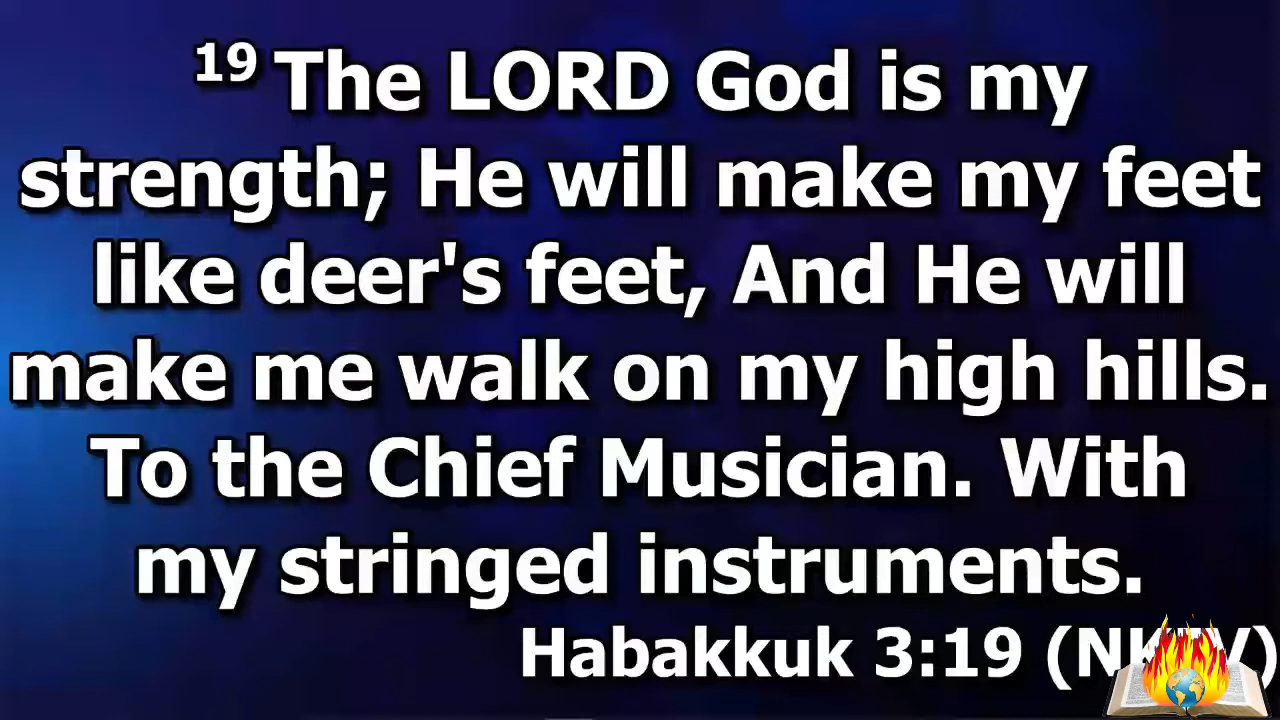 19 The LORD God is my
strength; He will make my feet
like deer's feet, And He will
make me walk on my high hills.
To the Chief Musician. With
my stringed instruments.
Habakkuk 3:19